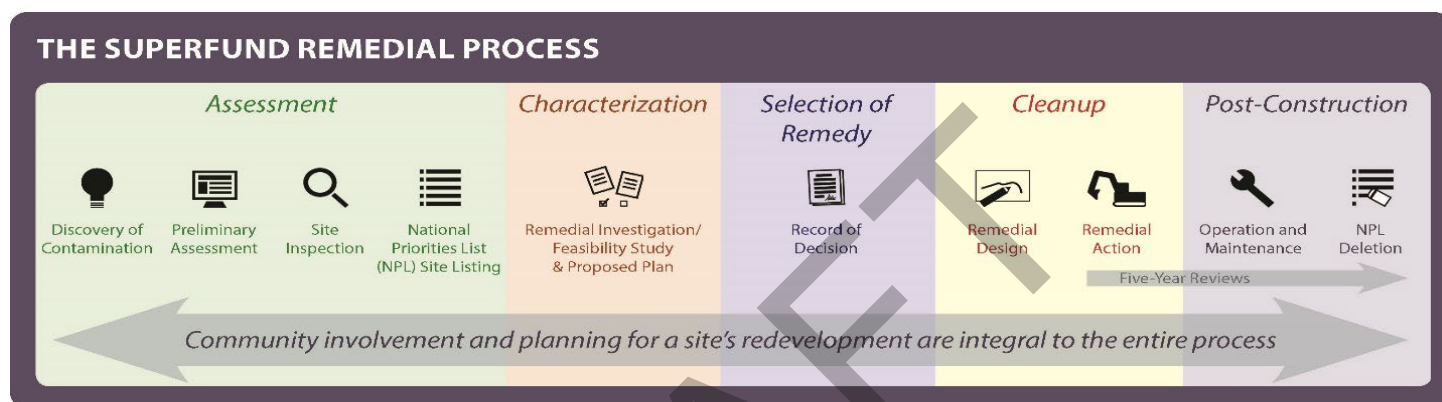 THE SUPERFUND REMEDIAL PROCESS
Assessment
Discovery of
Contamination
Preliminary
Assessment
Site
Inspection
National
Priorities List
(NPL) Site Listing
Characterization
Remedial Investigation/
Feasibility Study
& Proposed Plan
Selection of
Remedy
Record of
Decision
Cleanup
Remedial
Design
Remedial
Action
Post-Construction
Operation and
Maintenance
NPL
Deletion
Five-Year Reviews
Community involvement and planning for a site's redevelopment are integral to the entire process